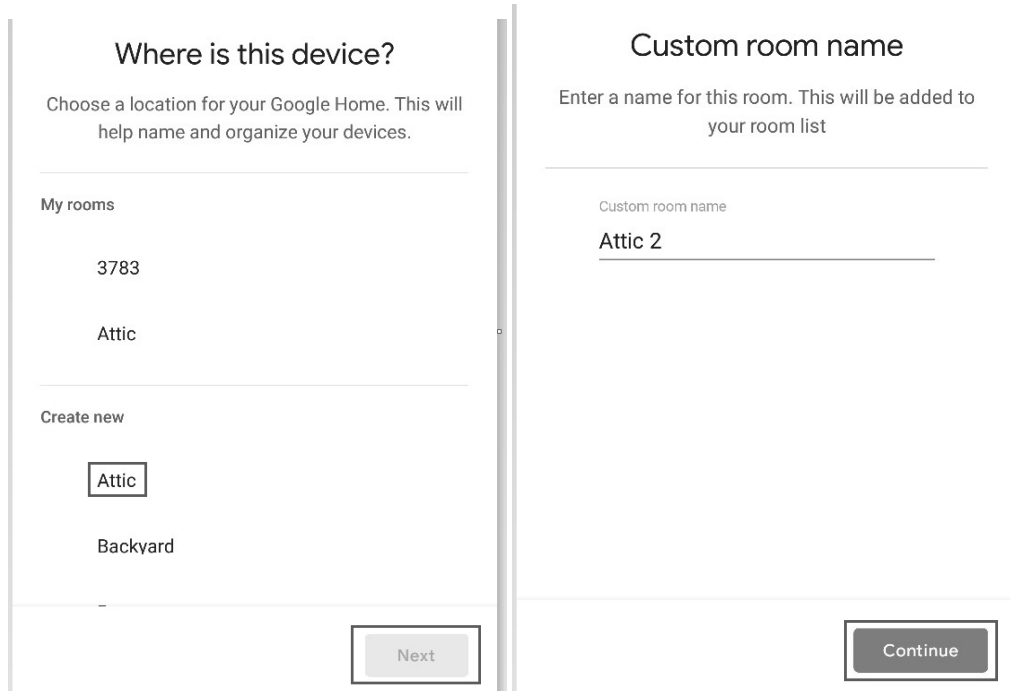 Where is this device?
Choose a location for your Google Home. This will
help name and organize your devices.
My rooms
3783
Attic
Create new
Attic
Backyard
Next
Custom room name
Enter a name for this room. This will be added to
your room list
Custom room name
Attic 2
Continue